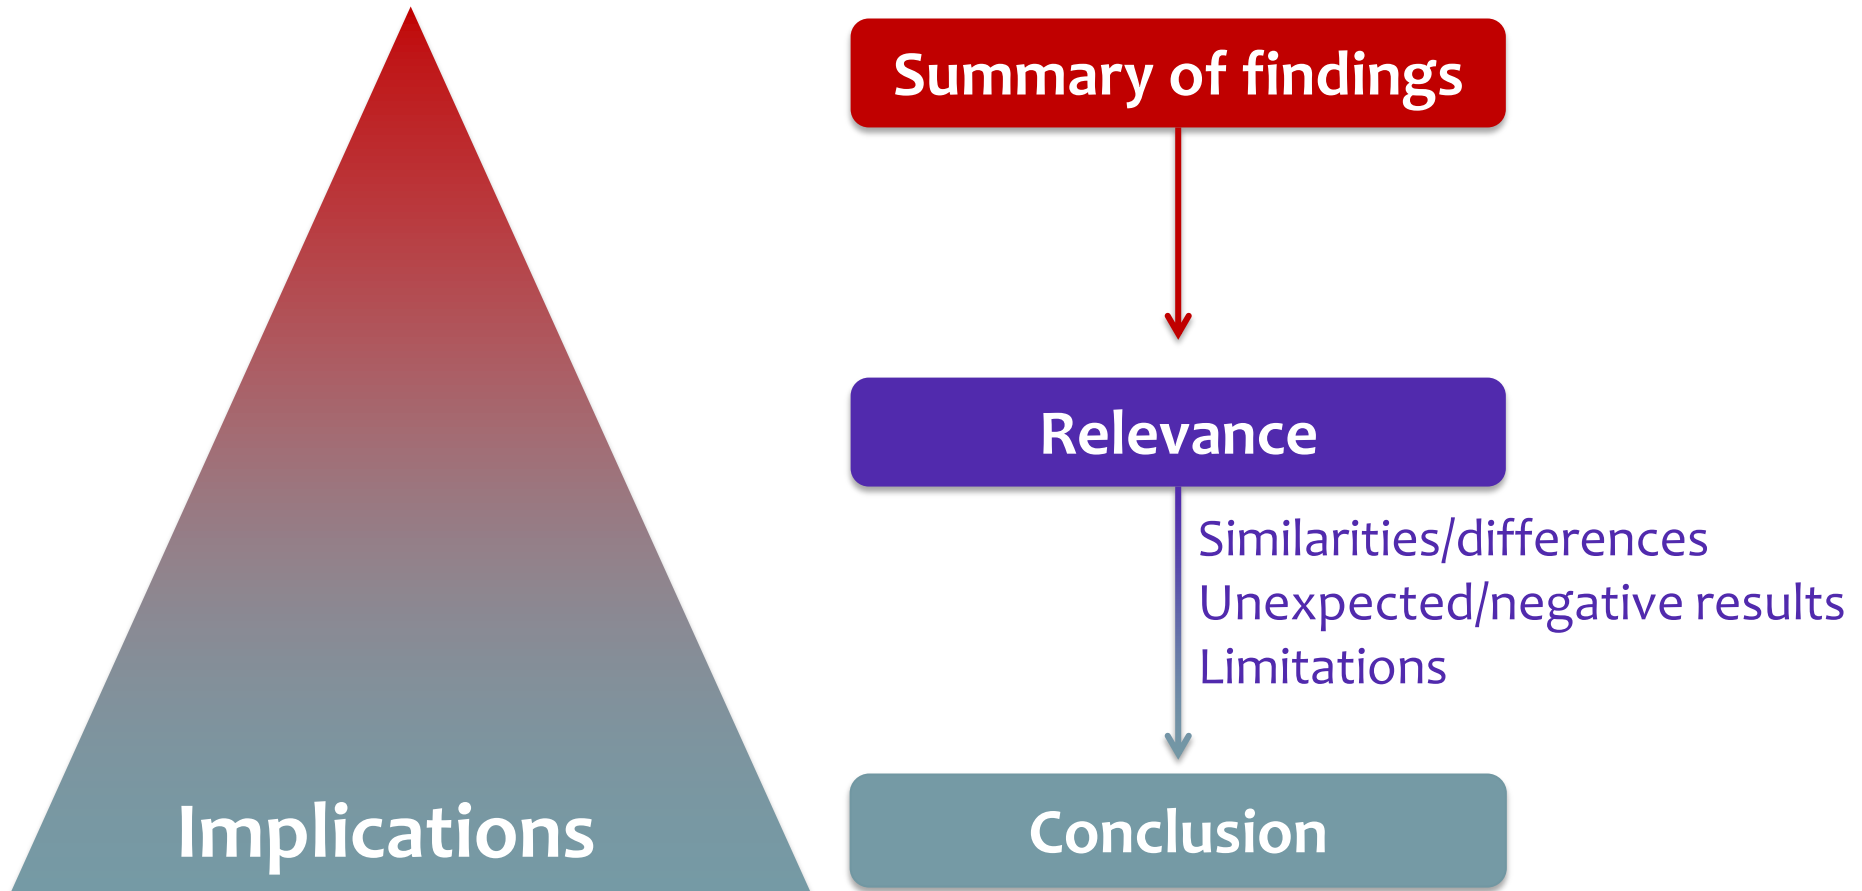 Summary of findings
Relevance
Similarities/differences
Unexpected/negative results
Limitations
Implications
Conclusion